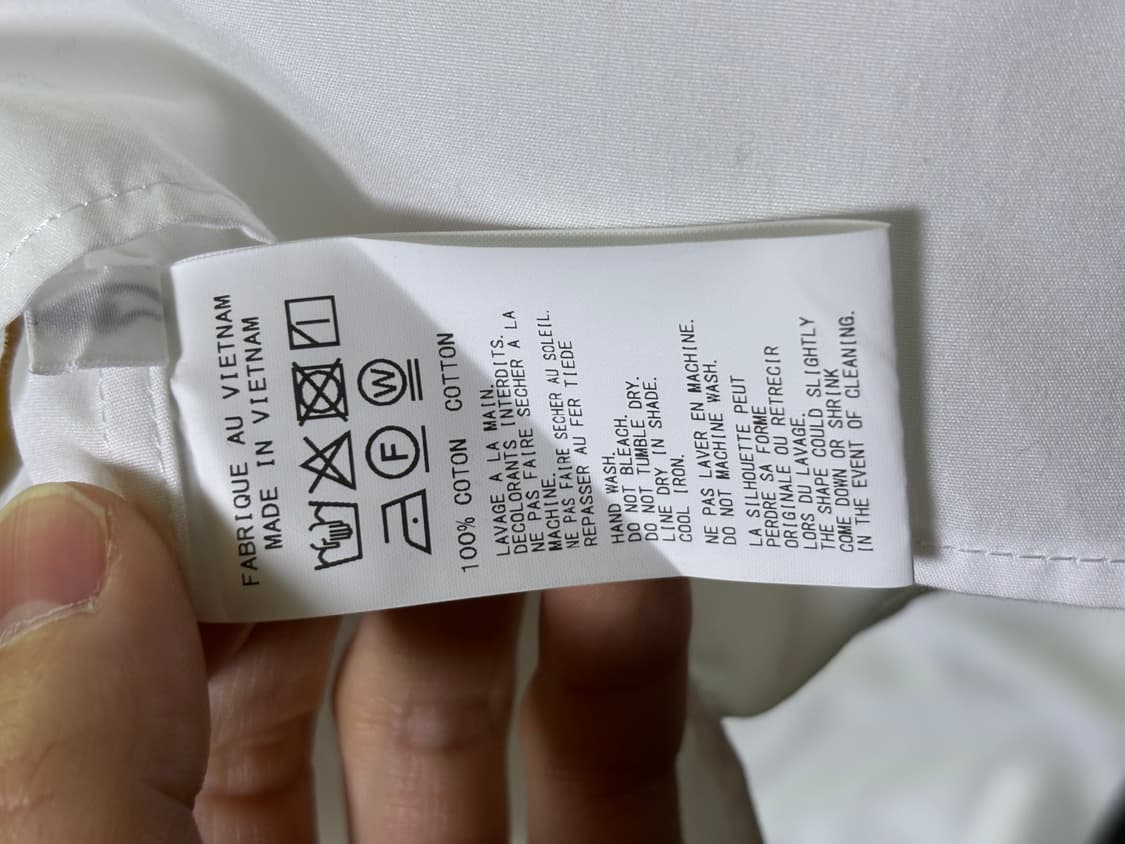 FABRIQUE AU VIETNAM
MADE IN VIETNAM
F W
100% COTON COTTON
LAVAGE A LA MAIN.
DECOLORANTS INTERDITS.
NE PAS FAIRE SECHER A LA
MACHINE.
NE PAS FAIRE SECHER AU SOLEIL.
REPASSER AU FER TIEDE
HAND WASH.
DO NOT BLEACH.
DO NOT TUMBLE DRY.
LINE DRY IN SHADE.
COOL IRON.
NE PAS LAVER EN MACHINE.
DO NOT MACHINE WASH.
LA SILHOUETTE PEUT
PERDRE SA FORME
ORIGINALE OU RETRECIR
LORS DU LAVAGE.
THE SHAPE COULD SLIGHTLY
COME DOWN OR SHRINK
IN THE EVENT OF CLEANING.